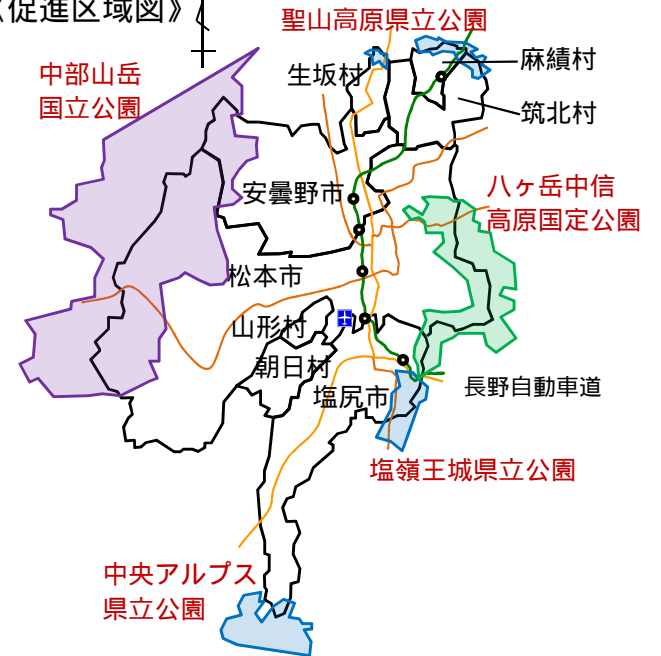 《促進区域図》
聖山高原県立公園
麻績村
生坂村
中部山岳
国立公園
筑北村
安曇野市
八ヶ岳中信
高原国定公園
松本市
山形村
朝日村
塩尻市
長野自動車道
塩嶺王城県立公園
中央アルプス
県立公園